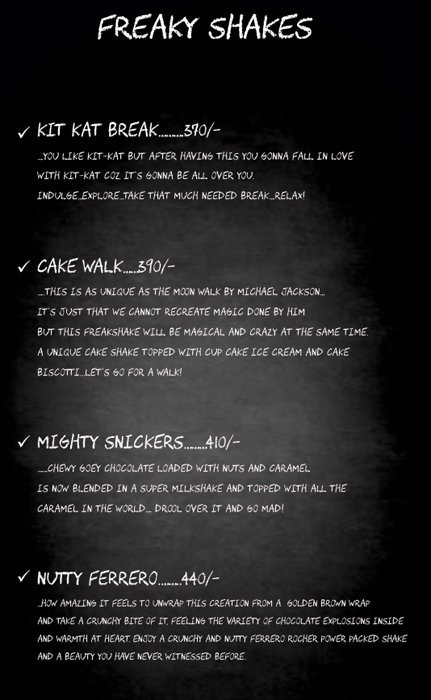 FREAKY SHAKES
✓ KIT KAT BREAK.........370/-
...YOU LIKE KIT-KAT BUT AFTER HAVING THIS YOU GONNA FALL IN LOVE
WITH KIT-KAT COZ IT'S GONNA BE ALL OVER YOU.
INDULGE...EXPLORE...TAKE THAT MUCH NEEDED BREAK...RELAX!
✓ CAKE WALK......390/-
.....THIS IS AS UNIQUE AS THE MOON WALK BY MICHAEL JACKSON...
IT'S JUST THAT WE CANNOT RECREATE MAGIC DONE BY HIM
BUT THIS FREAKSHAKE WILL BE MAGICAL AND CRAZY AT THE SAME TIME.
A UNIQUE CAKE SHAKE TOPPED WITH CUP CAKE ICE CREAM AND CAKE
BISCOTTI...LET'S GO FOR A WALK!
✓ MIGHTY SNICKERS.........410/-
......CHEWY GOEY CHOCOLATE LOADED WITH NUTS AND CARAMEL
IS NOW BLENDED IN A SUPER MILKSHAKE AND TOPPED WITH ALL THE
CARAMEL IN THE WORLD.... DROOL OVER IT AND GO MAD!
✓ NUTTY FERRERO.........440/-
...HOW AMAZING IT FEELS TO UNWRAP THIS CREATION FROM A GOLDEN BROWN WRAP
AND TAKE A CRUNCHY BITE OF IT, FEELING THE VARIETY OF CHOCOLATE EXPLOSIONS INSIDE
AND WARMTH AT HEART. ENJOY A CRUNCHY AND NUTTY FERRERO ROCHER POWER PACKED SHAKE
AND A BEAUTY YOU HAVE NEVER WITNESSED BEFORE.